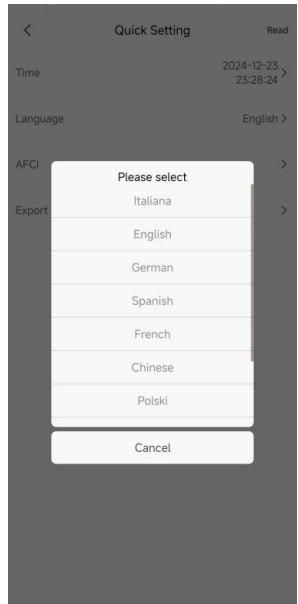 Quick Setting
Read
Time
2024-12-23
23:28:24
Language
English
AFCI
Please select
Italiana
Export
English
German
Spanish
French
Chinese
Polski
Cancel